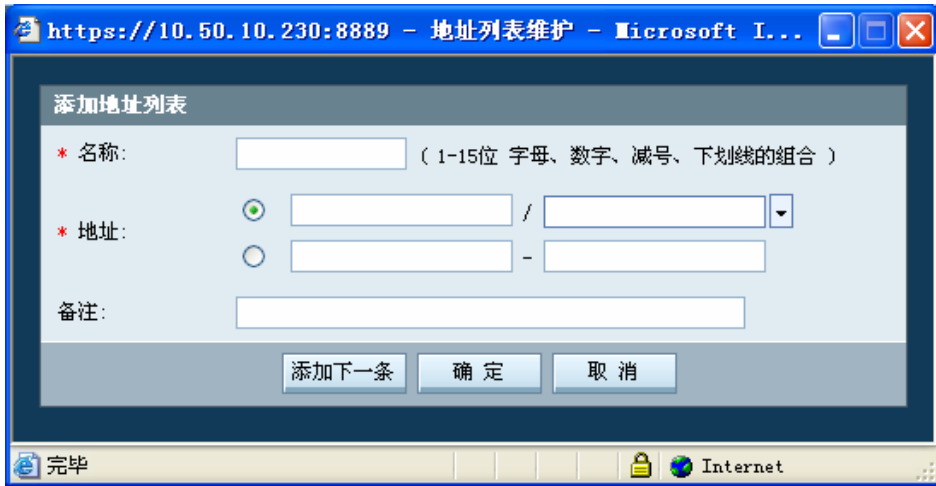 https://10.50.10.230:8889 - 地址列表维护 - Microsoft I...
添加地址列表
* 名称: ( 1-15位 字母、数字、减号、下划线的组合 )
* 地址: /
-
备注:
添加下一条 确 定 取 消
完毕 Internet